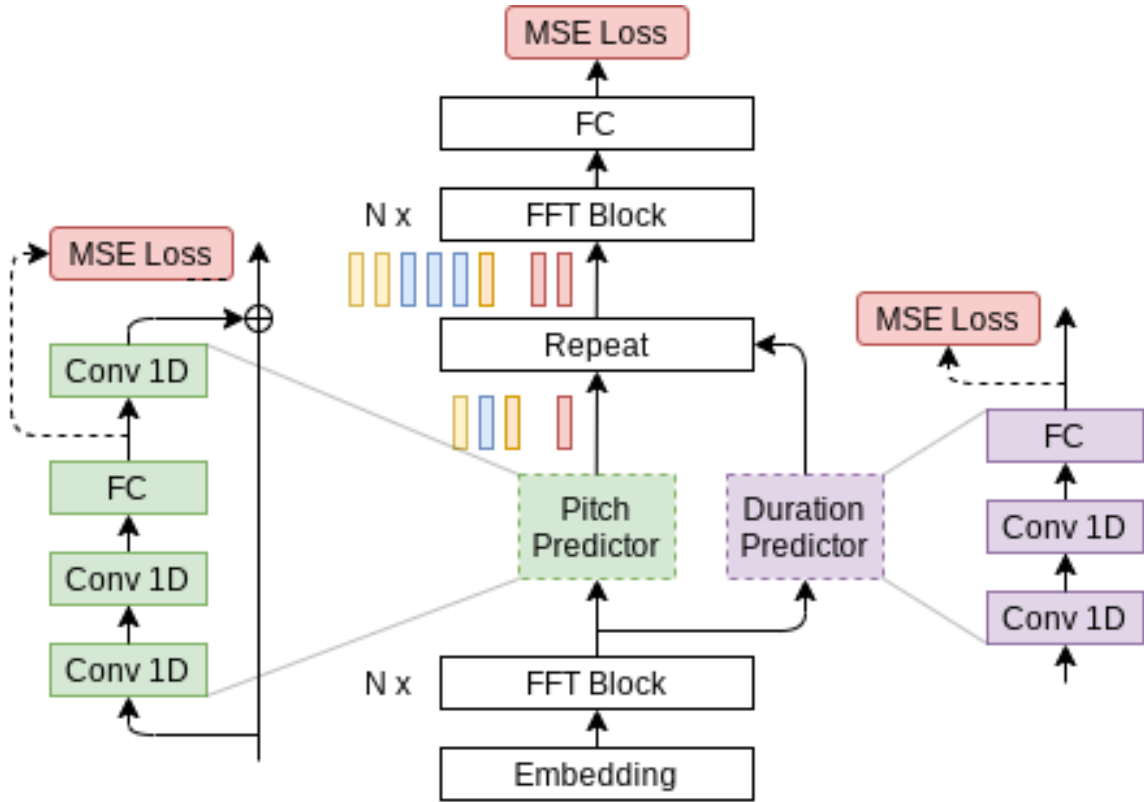 MSE Loss
FC
N x
FFT Block
MSE Loss
MSE Loss
Repeat
Conv 1D
FC
FC
Pitch
Predictor
Duration
Predictor
Conv 1D
Conv 1D
Conv 1D
Conv 1D
N x
FFT Block
Embedding